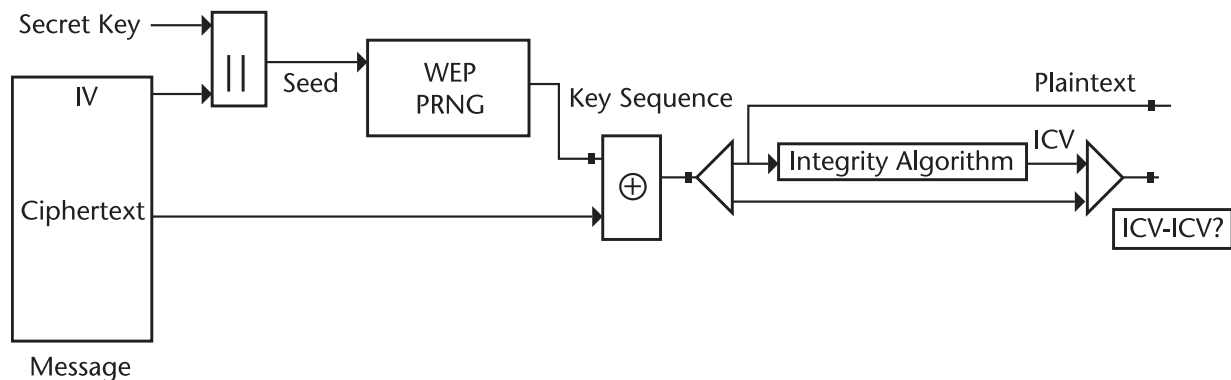 Secret Key
IV
||
Seed
WEP
PRNG
Key Sequence
Plaintext
ICV
Integrity Algorithm
Ciphertext
ICV-ICV?
Message